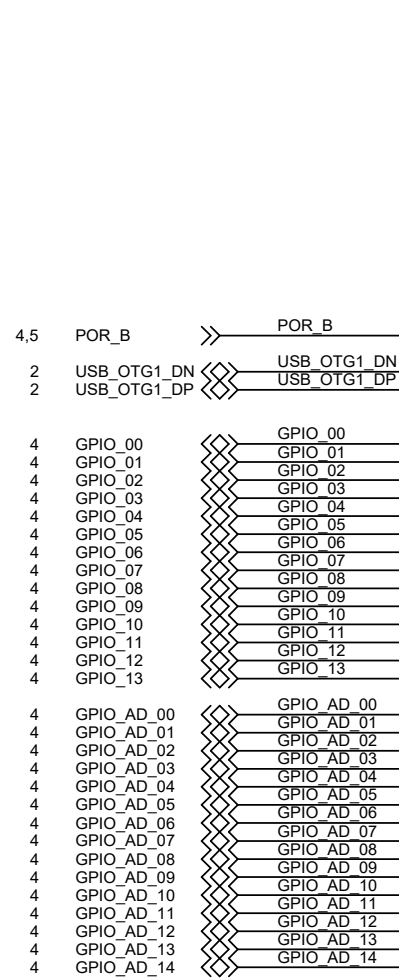 4,5 POR_B POR_B
2 USB_OTG1_DN USB_OTG1_DN
2 USB_OTG1_DP USB_OTG1_DP
4 GPIO_00 GPIO_00
4 GPIO_01 GPIO_01
4 GPIO_02 GPIO_02
4 GPIO_03 GPIO_03
4 GPIO_04 GPIO_04
4 GPIO_05 GPIO_05
4 GPIO_06 GPIO_06
4 GPIO_07 GPIO_07
4 GPIO_08 GPIO_08
4 GPIO_09 GPIO_09
4 GPIO_10 GPIO_10
4 GPIO_11 GPIO_11
4 GPIO_12 GPIO_12
4 GPIO_13 GPIO_13
4 GPIO_AD_00 GPIO_AD_00
4 GPIO_AD_01 GPIO_AD_01
4 GPIO_AD_02 GPIO_AD_02
4 GPIO_AD_03 GPIO_AD_03
4 GPIO_AD_04 GPIO_AD_04
4 GPIO_AD_05 GPIO_AD_05
4 GPIO_AD_06 GPIO_AD_06
4 GPIO_AD_07 GPIO_AD_07
4 GPIO_AD_08 GPIO_AD_08
4 GPIO_AD_09 GPIO_AD_09
4 GPIO_AD_10 GPIO_AD_10
4 GPIO_AD_11 GPIO_AD_11
4 GPIO_AD_12 GPIO_AD_12
4 GPIO_AD_13 GPIO_AD_13
4 GPIO_AD_14 GPIO_AD_14